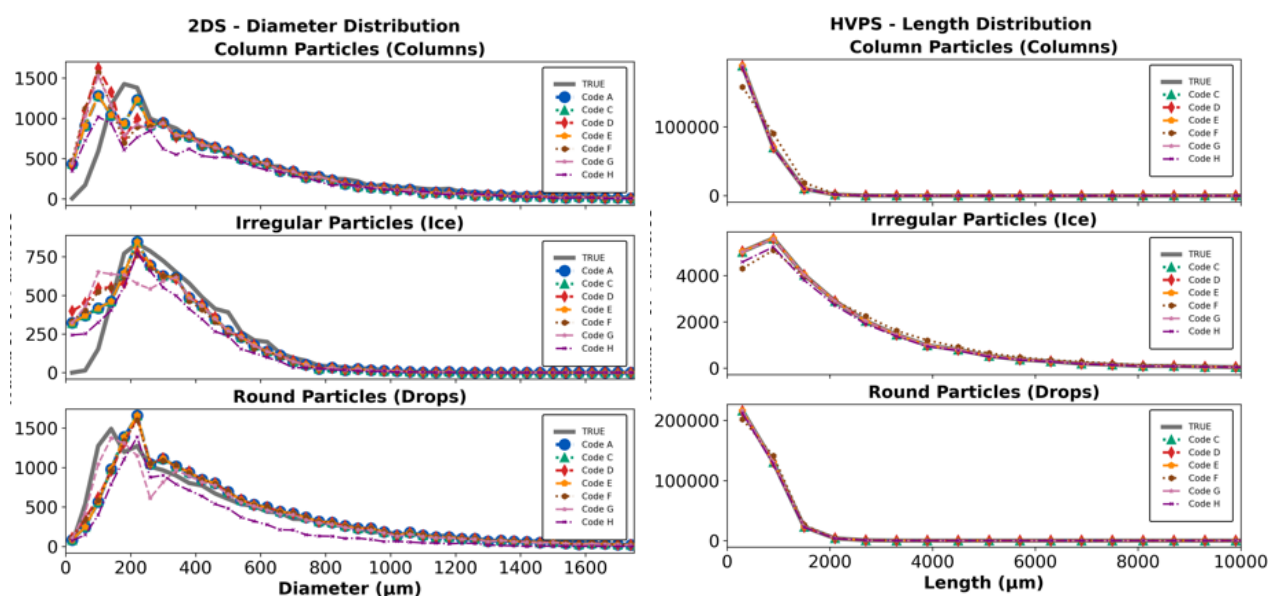 2DS - Diameter Distribution
Column Particles (Columns)
1500
1000
500
0
TRUE
Code A
Code C
Code D
Code E
Code F
Code G
Code H
Irregular Particles (Ice)
750
500
250
0
TRUE
Code A
Code C
Code D
Code E
Code F
Code G
Code H
Round Particles (Drops)
1500
1000
500
0
TRUE
Code A
Code C
Code D
Code E
Code F
Code G
Code H
0 200 400 600 800 1000 1200 1400 1600
Diameter (μm)
HVPS - Length Distribution
Column Particles (Columns)
100000
0
TRUE
Code C
Code D
Code E
Code F
Code G
Code H
Irregular Particles (Ice)
4000
2000
0
TRUE
Code C
Code D
Code E
Code F
Code G
Code H
Round Particles (Drops)
200000
100000
0
TRUE
Code C
Code D
Code E
Code F
Code G
Code H
0 2000 4000 6000 8000 10000
Length (μm)